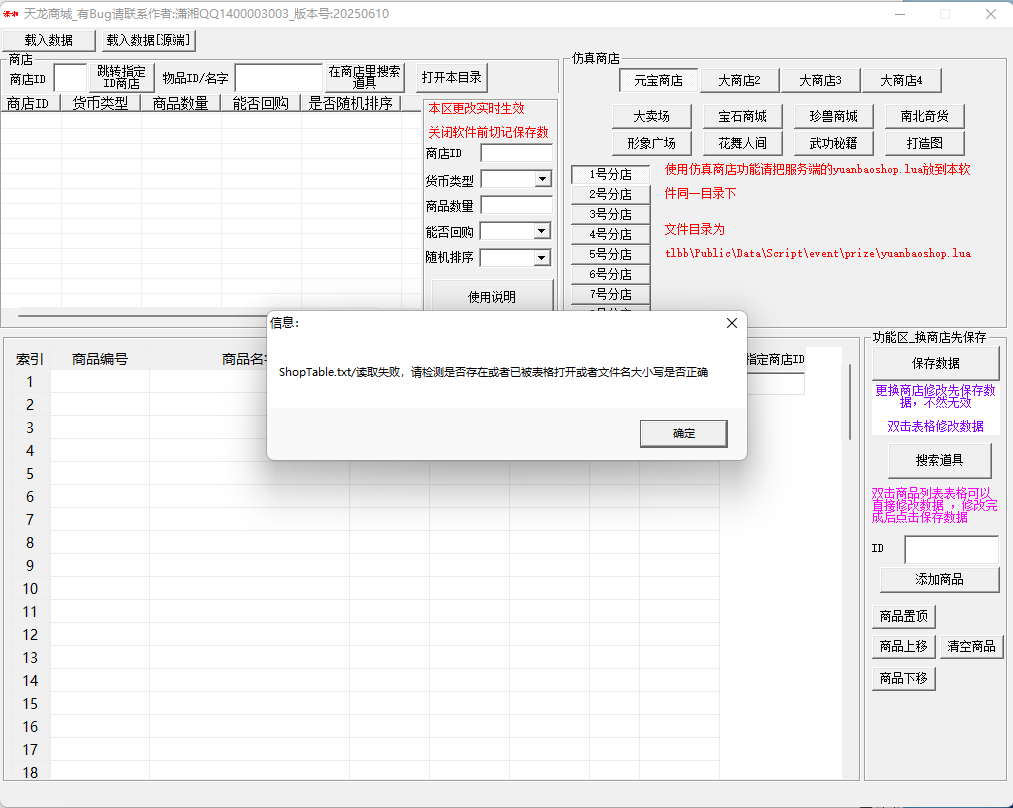 天龙商城_有Bug请联系作者:潇湘QQ1400003003_版本号:20250610
载入数据
载入数据[源端]
商店
商店ID
跳转指定
ID商店
物品ID/名字
在商店里搜索
道具
打开本目录
商店ID
货币类型
商品数量
能否回购
是否随机排序
本区更改实时生效
关闭软件前切记保存数
商店ID
货币类型
商品数量
能否回购
随机排序
使用说明
仿真商店
元宝商店
大商店2
大商店3
大商店4
大卖场
宝石商城
珍兽商城
南北奇货
形象广场
花舞人间
武功秘籍
打造图
1号分店
2号分店
3号分店
4号分店
5号分店
6号分店
7号分店
使用仿真商店功能请把服务端的yuanbaoshop.lua放到本软
件同一目录下
文件目录为
tlbb\Public\Data\Script\event\prize\yuanbaoshop.lua
信息:
ShopTable.txt/读取失败，请检测是否存在或者已被表格打开或者文件名大小写是否正确
确定
索引
商品编号
商品名
指定商店ID
1
2
3
4
5
6
7
8
9
10
11
12
13
14
15
16
17
18
功能区_换商店先保存
保存数据
更换商店修改先保存数
据，不然无效
双击表格修改数据
搜索道具
双击商品列表表格可以
直接修改数据 ，修改完
成后点击保存数据
ID
添加商品
商品置顶
商品上移
清空商品
商品下移